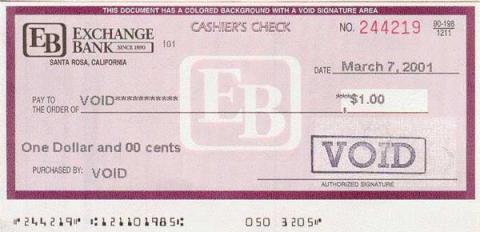 THIS DOCUMENT HAS A COLORED BACKGROUND WITH A VOID SIGNATURE AREA
EB EXCHANGE BANK SINCE 1890
SANTA ROSA, CALIFORNIA
101
CASHIER'S CHECK
NO. 244219
90-198
1211
DATE March 7, 2001
PAY TO THE ORDER OF VOID***********
$1.00
EB
One Dollar and 00 cents
PURCHASED BY: VOID
VOID
AUTHORIZED SIGNATURE
⑈244219⑈ ⑆121101985⑆ 050 3205⑈